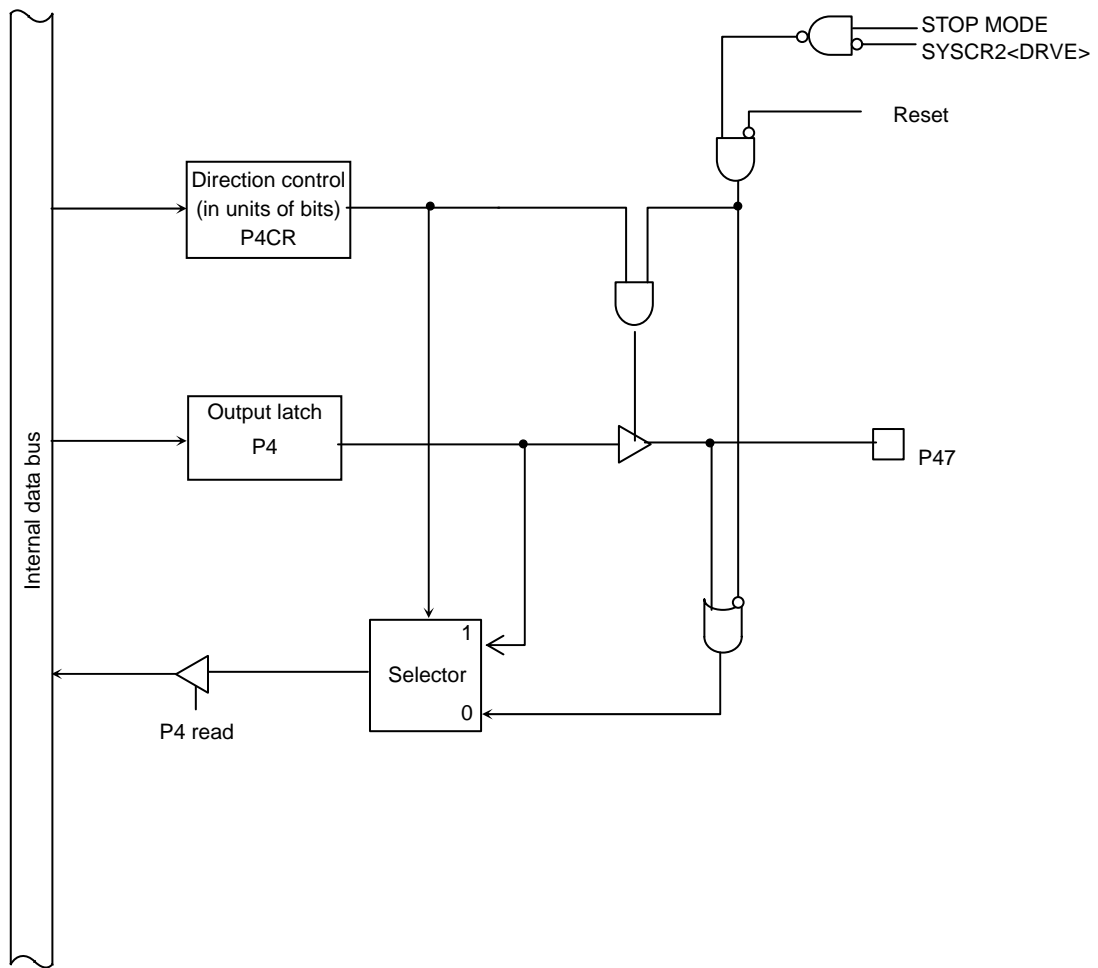 STOP MODE
SYSCR2<DRVE>
Reset
Direction control
(in units of bits)
P4CR
Output latch
P4
P47
Internal data bus
1
Selector
0
P4 read